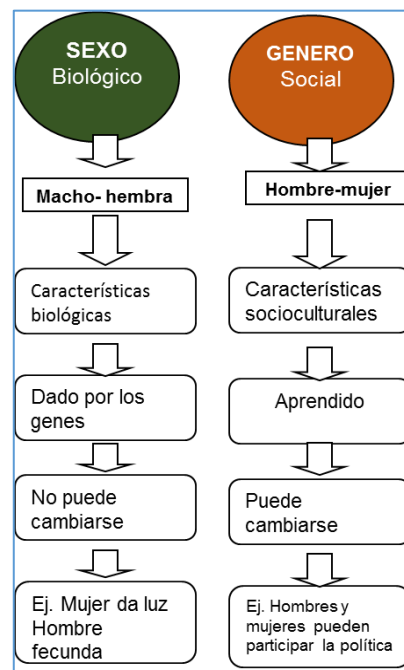 SEXO
Biológico
Macho- hembra
Características
biológicas
Dado por los
genes
No puede
cambiarse
Ej. Mujer da luz
Hombre
fecunda
GENERO
Social
Hombre-mujer
Características
socioculturales
Aprendido
Puede
cambiarse
Ej. Hombres y
mujeres pueden
participar la política